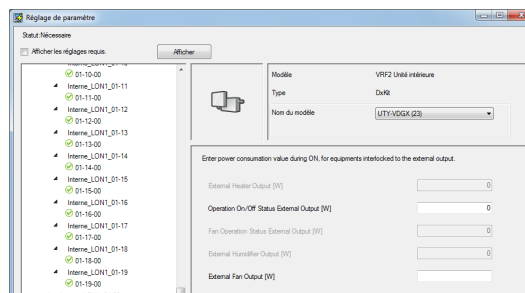 Réglage de paramètre
Statut:Nécessaire
Afficher les réglages requis.
Afficher
01-10-00
Interne_LON1_01-11
01-11-00
Interne_LON1_01-12
01-12-00
Interne_LON1_01-13
01-13-00
Interne_LON1_01-14
01-14-00
Interne_LON1_01-15
01-15-00
Interne_LON1_01-16
01-16-00
Interne_LON1_01-17
01-17-00
Interne_LON1_01-18
01-18-00
Interne_LON1_01-19
01-19-00
Modèle VRF2 Unité intérieure
Type DxKit
Nom du modèle UTY-VDGX (23)
Enter power consumation value during ON, for equipments interlocked to the external output.
External Heater Output [W] 0
Operation On/Off Status External Output [W] 0
Fan Operation Status External Output [W] 0
External Humidifier Output [W] 0
External Fan Output [W]